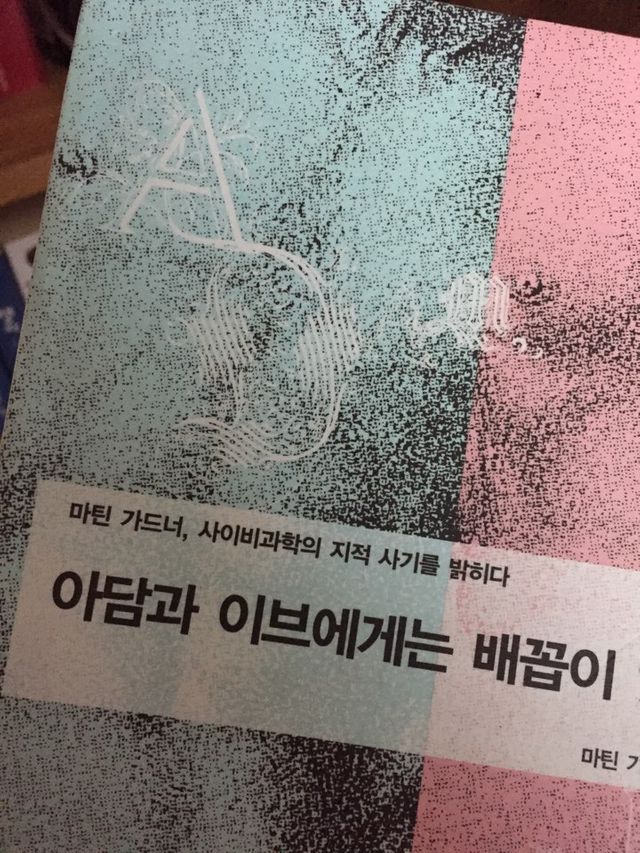 A
마틴 가드너, 사이비과학의 지적 사기를 밝히다
아담과 이브에게는 배꼽이
마틴